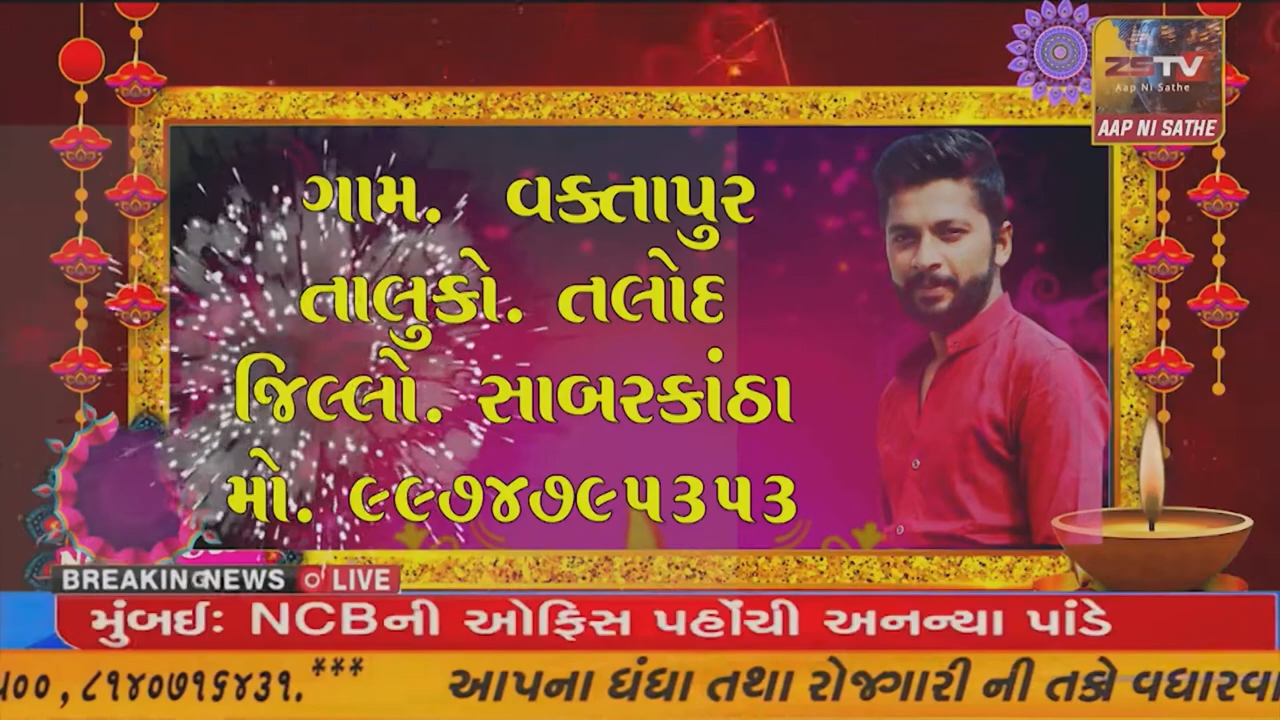 ZSTV
Aap Ni Sathe
AAP NI SATHE
ગામ. વક્તાપુર
તાલુકો. તલોદ
જિલ્લો. સાબરકાંઠા
મો. ૯૯૭૪૭૯૫૩૫૩
BREAKING NEWS LIVE
મુંબઈઃ NCBની ઓફિસ પહોંચી અનન્યા પાંડે
૫૦૦,૮૧૪૦૭૧૬૪૩૧.*** આપના ધંધા તથા રોજગારી ની તકો વધારવા